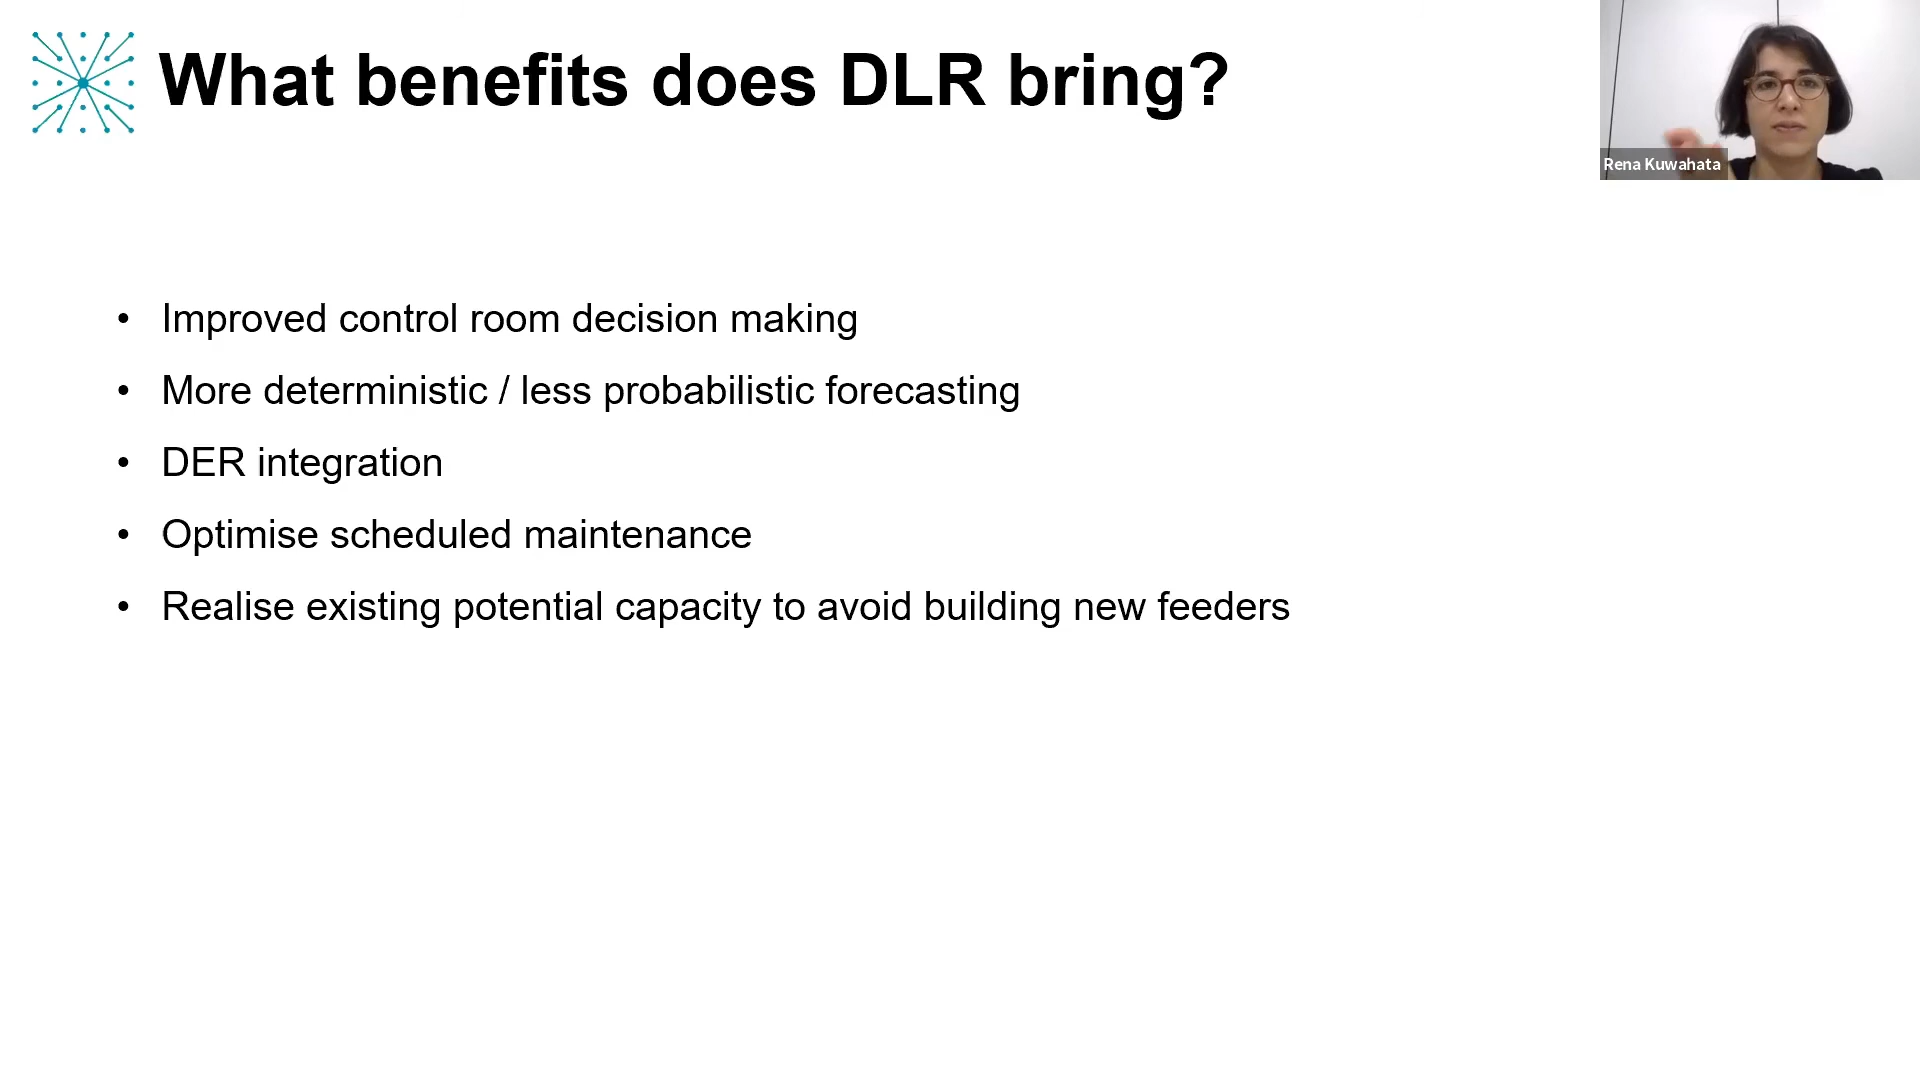 What benefits does DLR bring?
Rena Kuwahata
• Improved control room decision making
• More deterministic / less probabilistic forecasting
• DER integration
• Optimise scheduled maintenance
• Realise existing potential capacity to avoid building new feeders